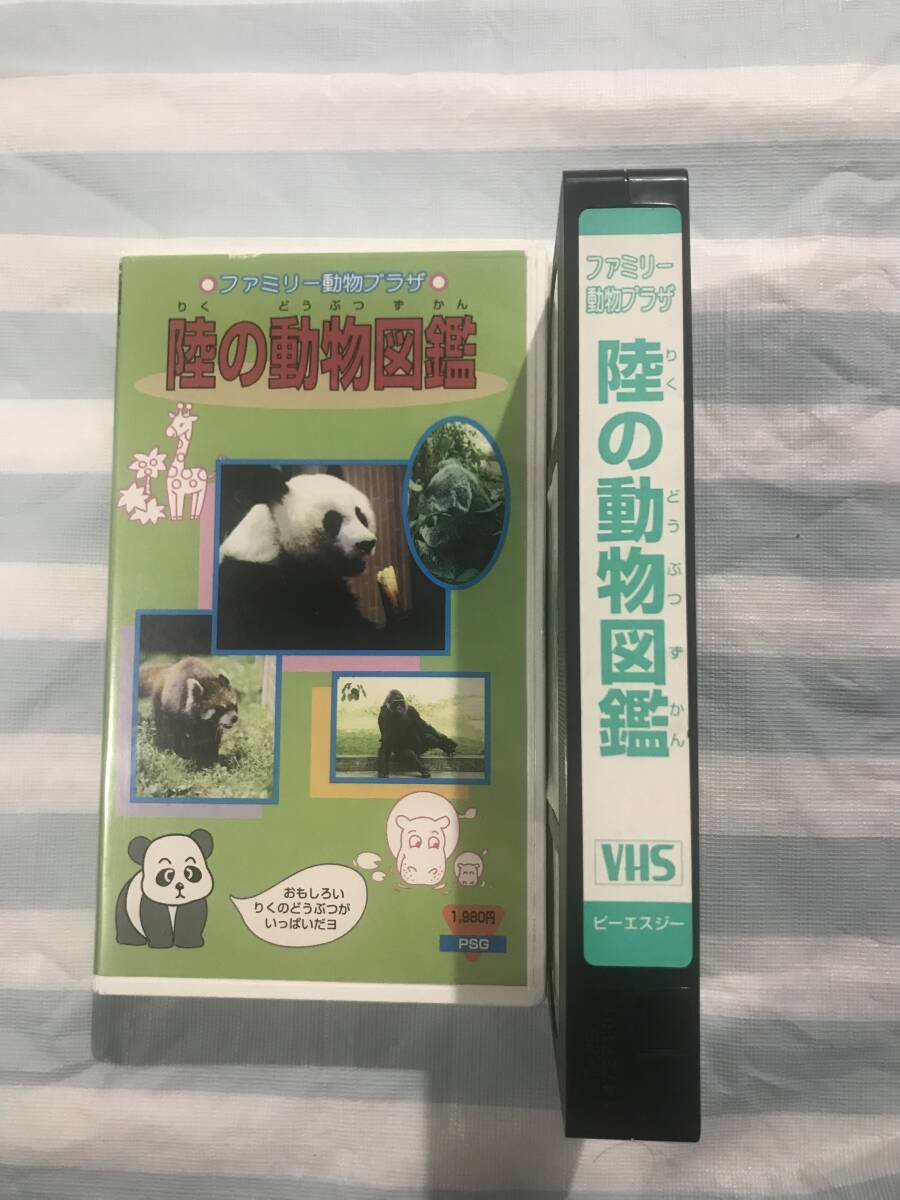 ファミリー動物プラザ
りく どうぶつ ずかん
陸の動物図鑑
おもしろい
りくのどうぶつが
いっぱいだヨ
1,980円
PSG
ファミリー
動物プラザ
陸の動物図鑑
りく どうぶつ ずかん
VHS
ピーエスジー